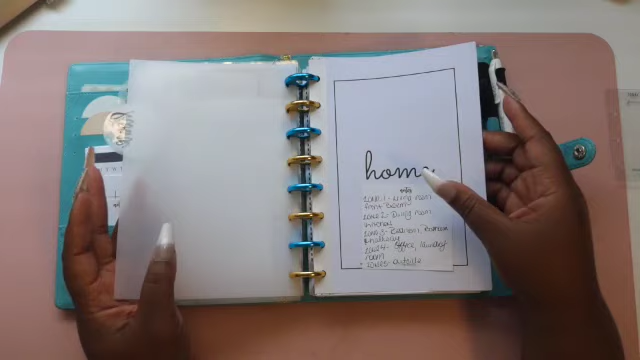 home
zone 1 - Living room
front room
zone 2 - Dining room
kitchen
zone 3 - Bedroom, Bathroom
zone 4 - Office, laundry
room
zone 5 - outside